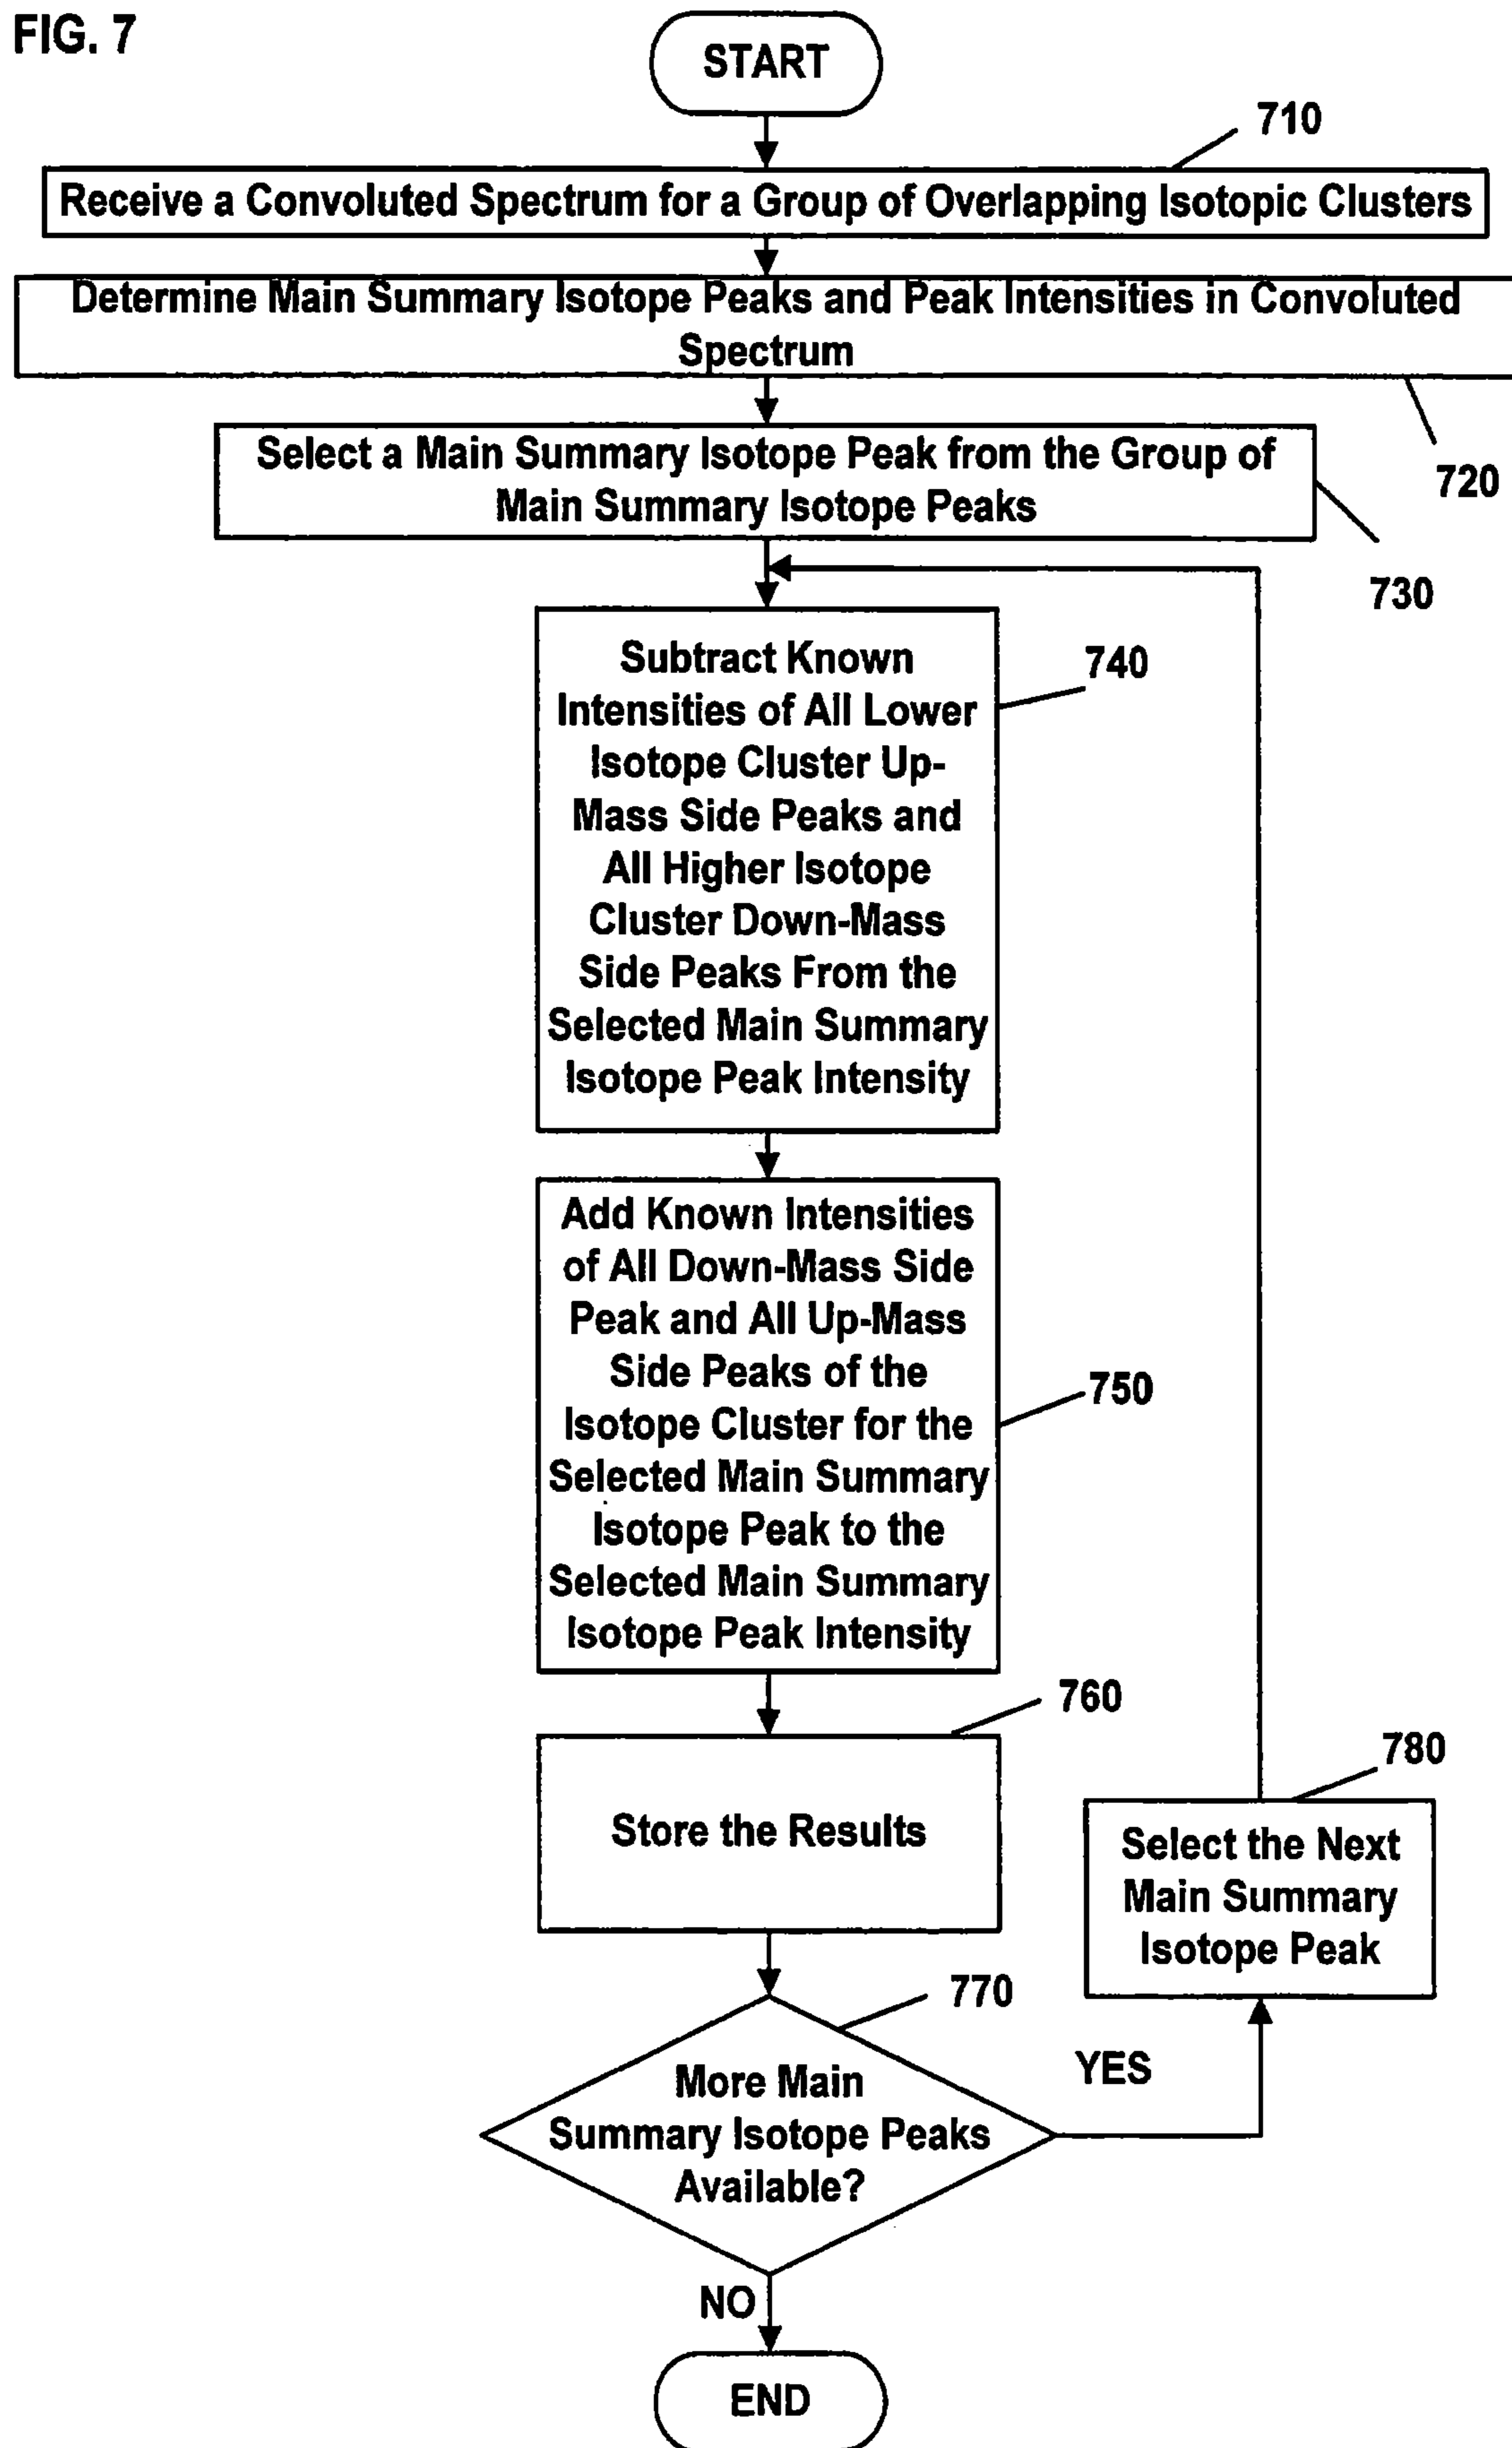 FIG. 7
START
710
Receive a Convoluted Spectrum for a Group of Overlapping Isotopic Clusters
Determine Main Summary Isotope Peaks and Peak Intensities in Convoluted
Spectrum
720
Select a Main Summary Isotope Peak from the Group of
Main Summary Isotope Peaks
730
Subtract Known
Intensities of All Lower
Isotope Cluster Up-
Mass Side Peaks and
All Higher Isotope
Cluster Down-Mass
Side Peaks From the
Selected Main Summary
Isotope Peak Intensity
740
Add Known Intensities
of All Down-Mass Side
Peak and All Up-Mass
Side Peaks of the
Isotope Cluster for the
Selected Main Summary
Isotope Peak to the
Selected Main Summary
Isotope Peak Intensity
750
760
Store the Results
780
Select the Next
Main Summary
Isotope Peak
770
More Main
Summary Isotope Peaks
Available?
YES
NO
END